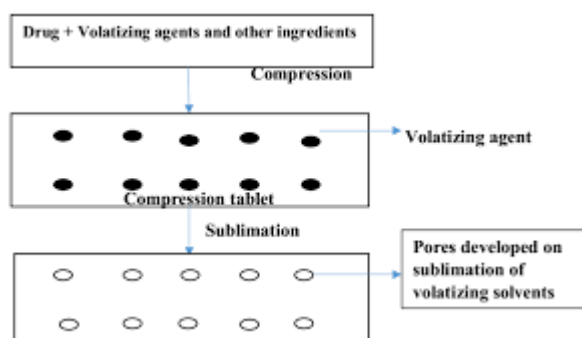 Drug + Volatizing agents and other ingredients
Compression
Volatizing agent
Compression tablet
Sublimation
Pores developed on
sublimation of
volatizing solvents